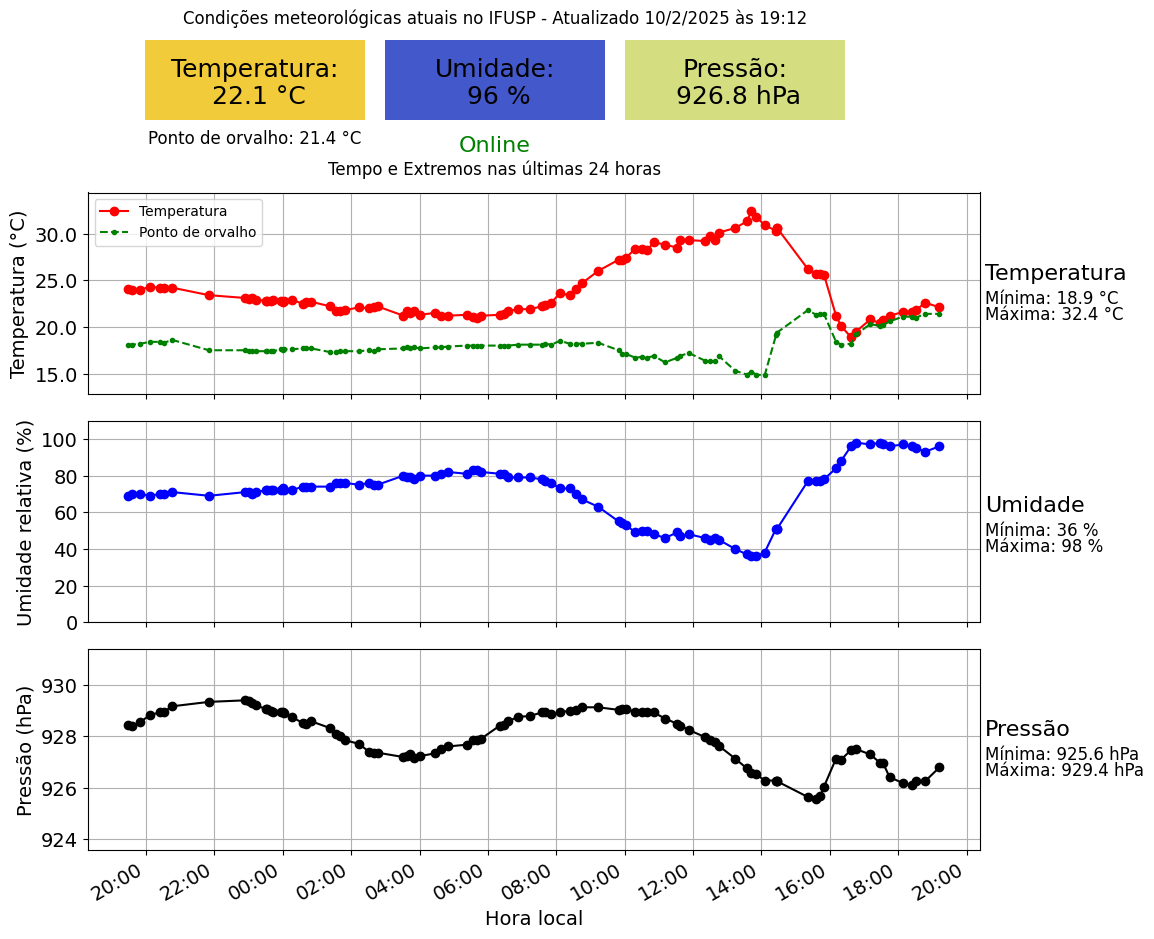 Condições meteorológicas atuais no IFUSP - Atualizado 10/2/2025 às 19:12
Temperatura:
22.1 °C
Umidade:
96 %
Pressão:
926.8 hPa
Ponto de orvalho: 21.4 °C
Online
Tempo e Extremos nas últimas 24 horas
Temperatura (°C)
30.0
25.0
20.0
15.0
Temperatura
Ponto de orvalho
Temperatura
Mínima: 18.9 °C
Máxima: 32.4 °C
Umidade relativa (%)
100
80
60
40
20
0
Umidade
Mínima: 36 %
Máxima: 98 %
Pressão (hPa)
930
928
926
924
Pressão
Mínima: 925.6 hPa
Máxima: 929.4 hPa
20:00 22:00 00:00 02:00 04:00 06:00 08:00 10:00 12:00 14:00 16:00 18:00 20:00
Hora local